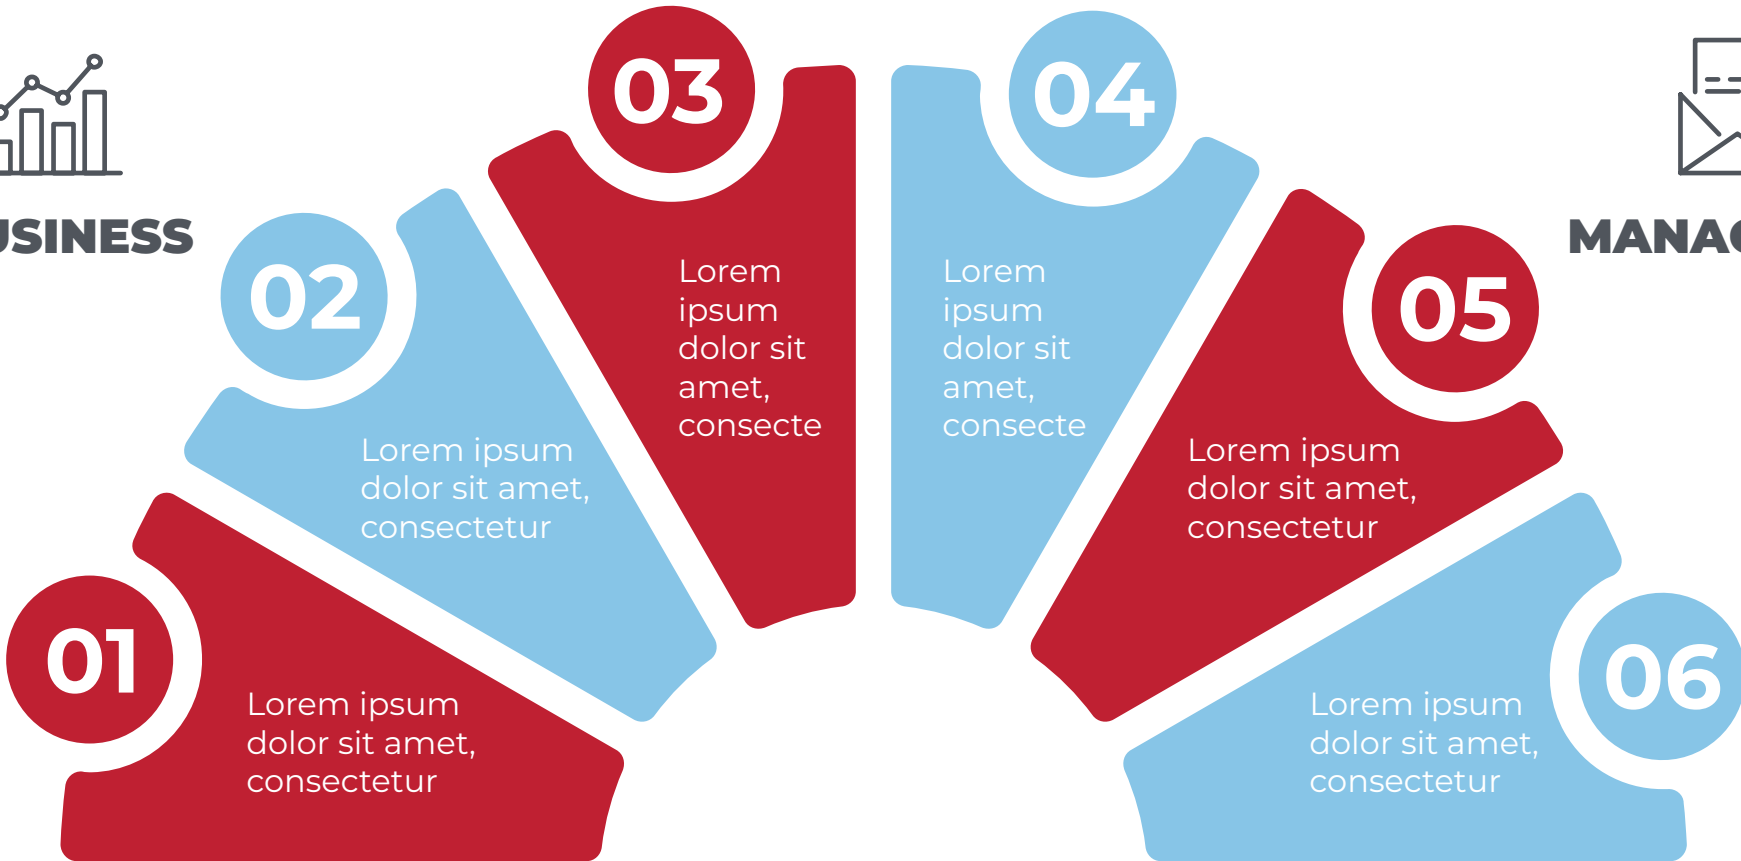 USINESS
MANAG
01
Lorem ipsum
dolor sit amet,
consectetur
02
Lorem ipsum
dolor sit amet,
consectetur
03
Lorem
ipsum
dolor sit
amet,
consecte
04
Lorem
ipsum
dolor sit
amet,
consecte
05
Lorem ipsum
dolor sit amet,
consectetur
06
Lorem ipsum
dolor sit amet,
consectetur